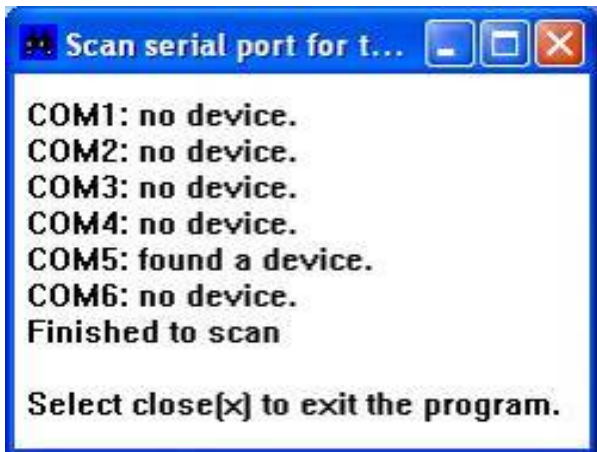 Scan serial port for t...
COM1: no device.
COM2: no device.
COM3: no device.
COM4: no device.
COM5: found a device.
COM6: no device.
Finished to scan
Select close(x) to exit the program.